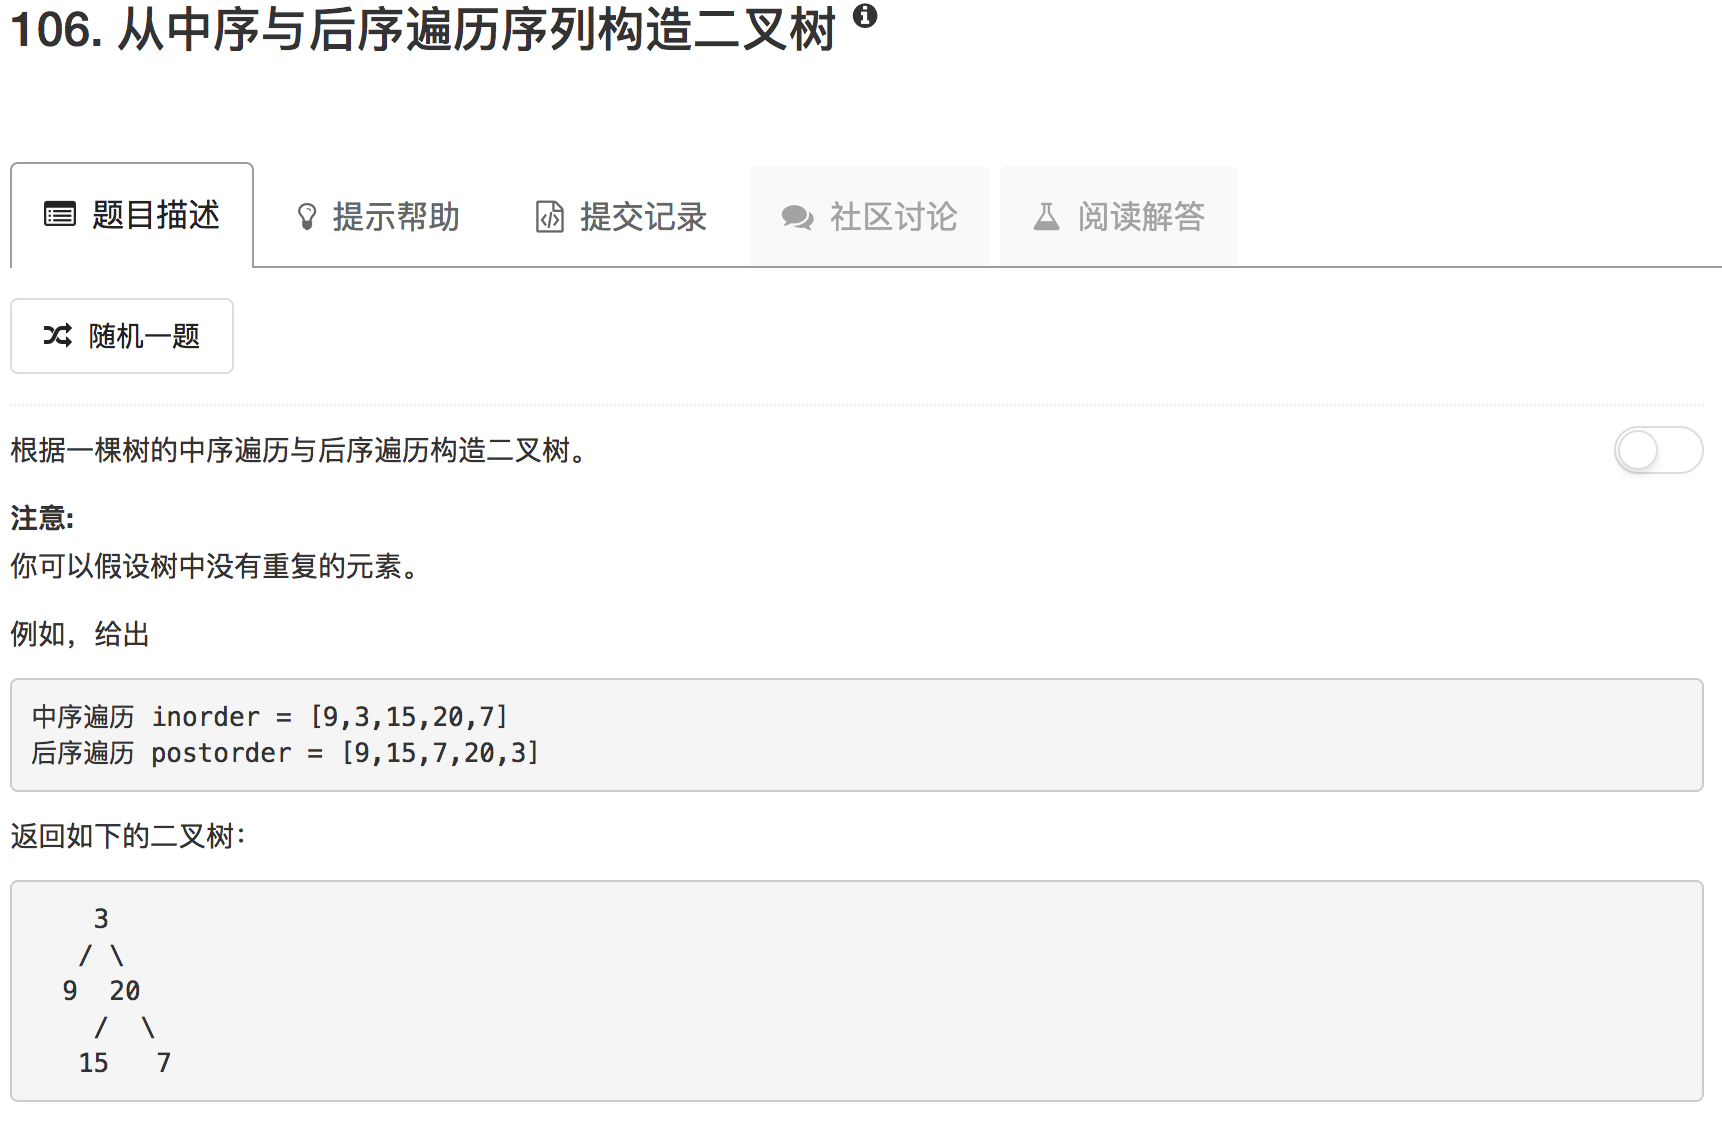 106. 从中序与后序遍历序列构造二叉树
题目描述 提示帮助 提交记录 社区讨论 阅读解答
随机一题
根据一棵树的中序遍历与后序遍历构造二叉树。
注意:
你可以假设树中没有重复的元素。
例如，给出
中序遍历 inorder = [9,3,15,20,7]
后序遍历 postorder = [9,15,7,20,3]
返回如下的二叉树：
3
/ \
9 20
/ \
15 7